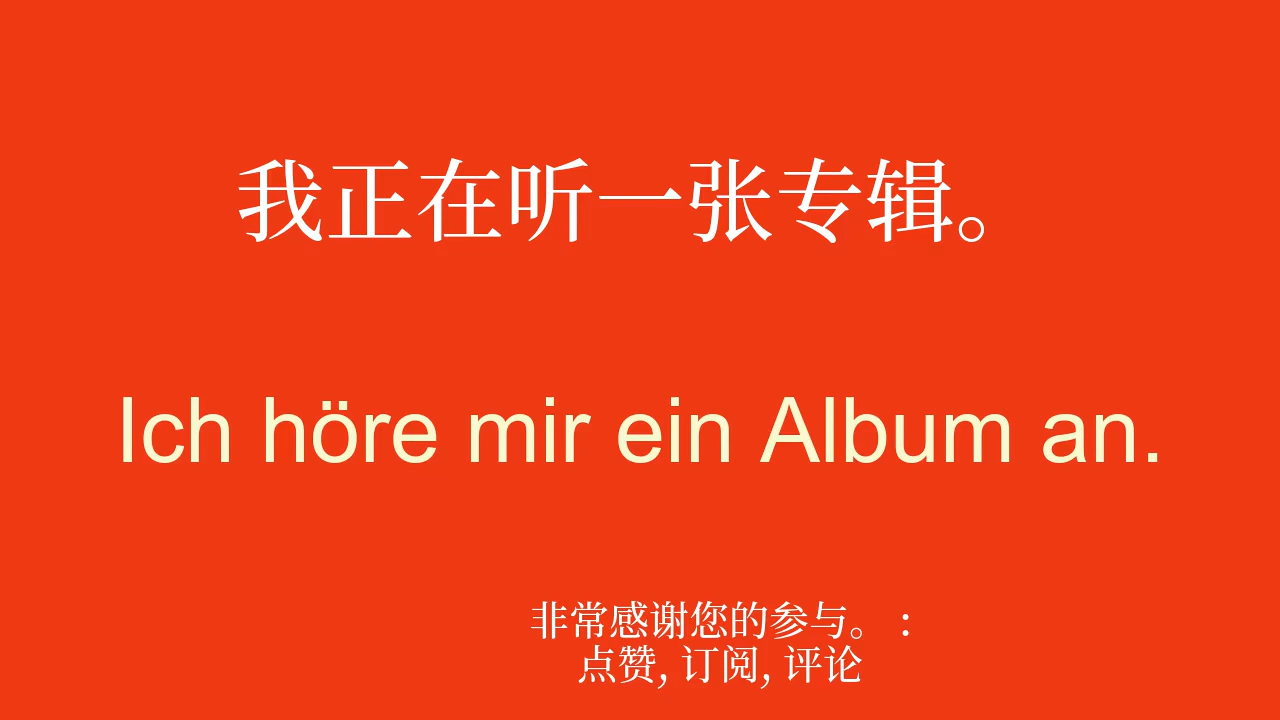 我正在听一张专辑。
Ich höre mir ein Album an.
非常感谢您的参与。 :
点赞, 订阅, 评论